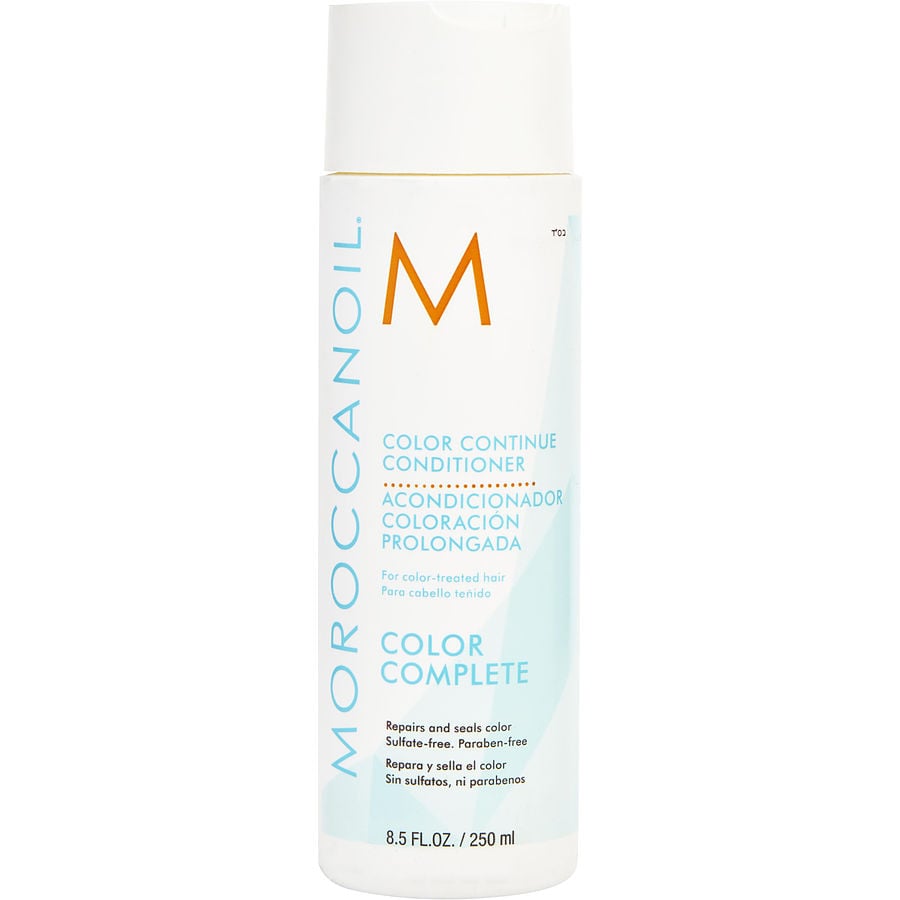 MOROCCANOIL®
M
בס"ד
COLOR CONTINUE
CONDITIONER
ACONDICIONADOR
COLORACIÓN
PROLONGADA
For color-treated hair
Para cabello teñido
COLOR
COMPLETE
Repairs and seals color
Sulfate-free. Paraben-free
Repara y sella el color
Sin sulfatos, ni parabenos
8.5 FL.OZ. / 250 ml